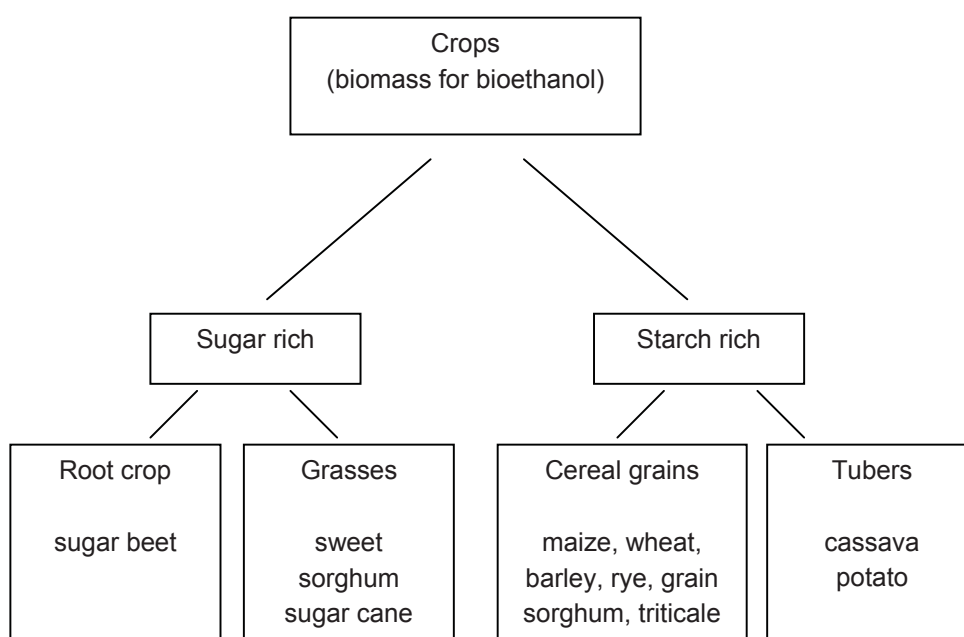 Crops
(biomass for bioethanol)
Sugar rich
Starch rich
Root crop
sugar beet
Grasses
sweet
sorghum
sugar cane
Cereal grains
maize, wheat,
barley, rye, grain
sorghum, triticale
Tubers
cassava
potato